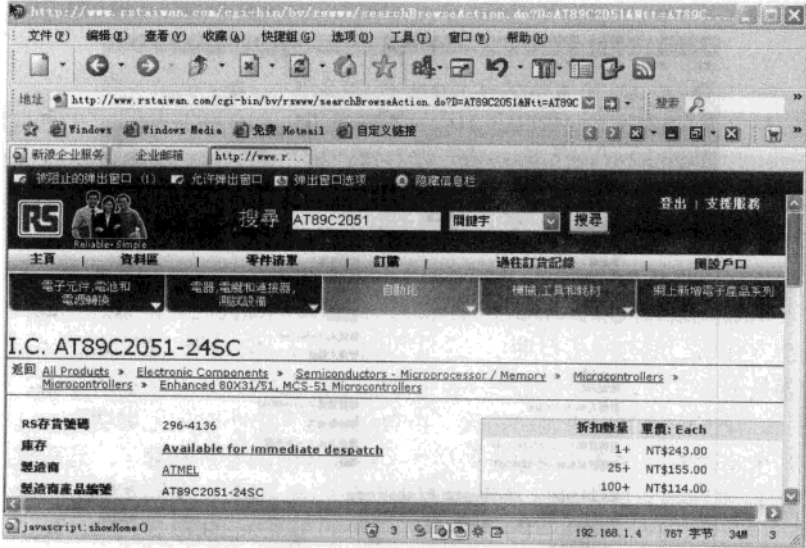 http://www.rstaiwan.com/cgi-bin/bv/rswww/searchBrowseAction.do?D=AT89C2051&Ntt=AT89C...
文件(F) 编辑(E) 查看(V) 收藏(A) 快捷组(G) 选项(O) 工具(T) 窗口(W) 帮助(H)
地址 http://www.rstaiwan.com/cgi-bin/bv/rswww/searchBrowseAction.do?D=AT89C2051&Ntt=AT89C 搜索
Windows Windows Media 免费 Hotmail 自定义链接
新浪企业服务 企业邮箱 http://www.r...
被阻止的弹出窗口 (1) 允许弹出窗口 弹出窗口选项 隐藏信息栏
登出 | 支援服務
RS 搜尋 AT89C2051 關鍵字 搜尋
Reliable·Simple
主頁 | 資料區 | 零件清單 | 訂購 | 過往訂貨記錄 | 開設戶口
電子元件,電池和 電器,電纜和連接器, 自動化 機械,工具和耗材 網上新增電子產品系列
電源轉換 測試設備
I.C. AT89C2051-24SC
返回 All Products » Electronic Components » Semiconductors - Microprocessor / Memory » Microcontrollers »
Microcontrollers » Enhanced 80X31/51, MCS-51 Microcontrollers
RS存貨號碼 296-4136 折扣數量 單價: Each
庫存 Available for immediate despatch 1+ NT$243.00
製造商 ATMEL 25+ NT$155.00
製造商產品編號 AT89C2051-24SC 100+ NT$114.00
javascript:showHome() 3 192.168.1.4 767 字节 34M 3